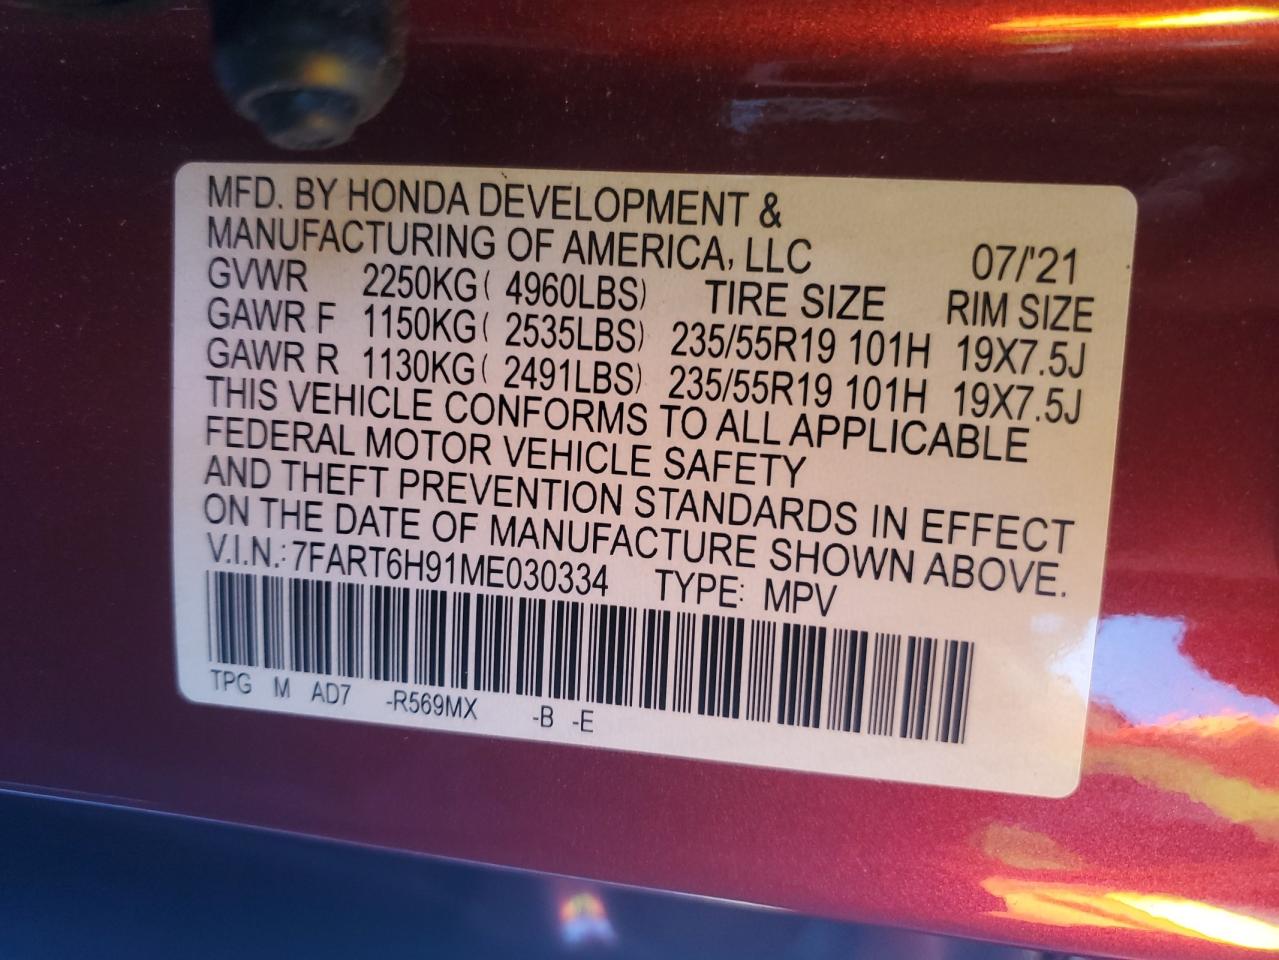 MFD. BY HONDA DEVELOPMENT &
MANUFACTURING OF AMERICA, LLC 07/'21
GVWR 2250KG( 4960LBS) TIRE SIZE RIM SIZE
GAWR F 1150KG( 2535LBS) 235/55R19 101H 19X7.5J
GAWR R 1130KG( 2491LBS) 235/55R19 101H 19X7.5J
THIS VEHICLE CONFORMS TO ALL APPLICABLE
FEDERAL MOTOR VEHICLE SAFETY
AND THEFT PREVENTION STANDARDS IN EFFECT
ON THE DATE OF MANUFACTURE SHOWN ABOVE.
V.I.N.: 7FART6H91ME030334 TYPE: MPV
TPG M AD7 -R569MX -B -E